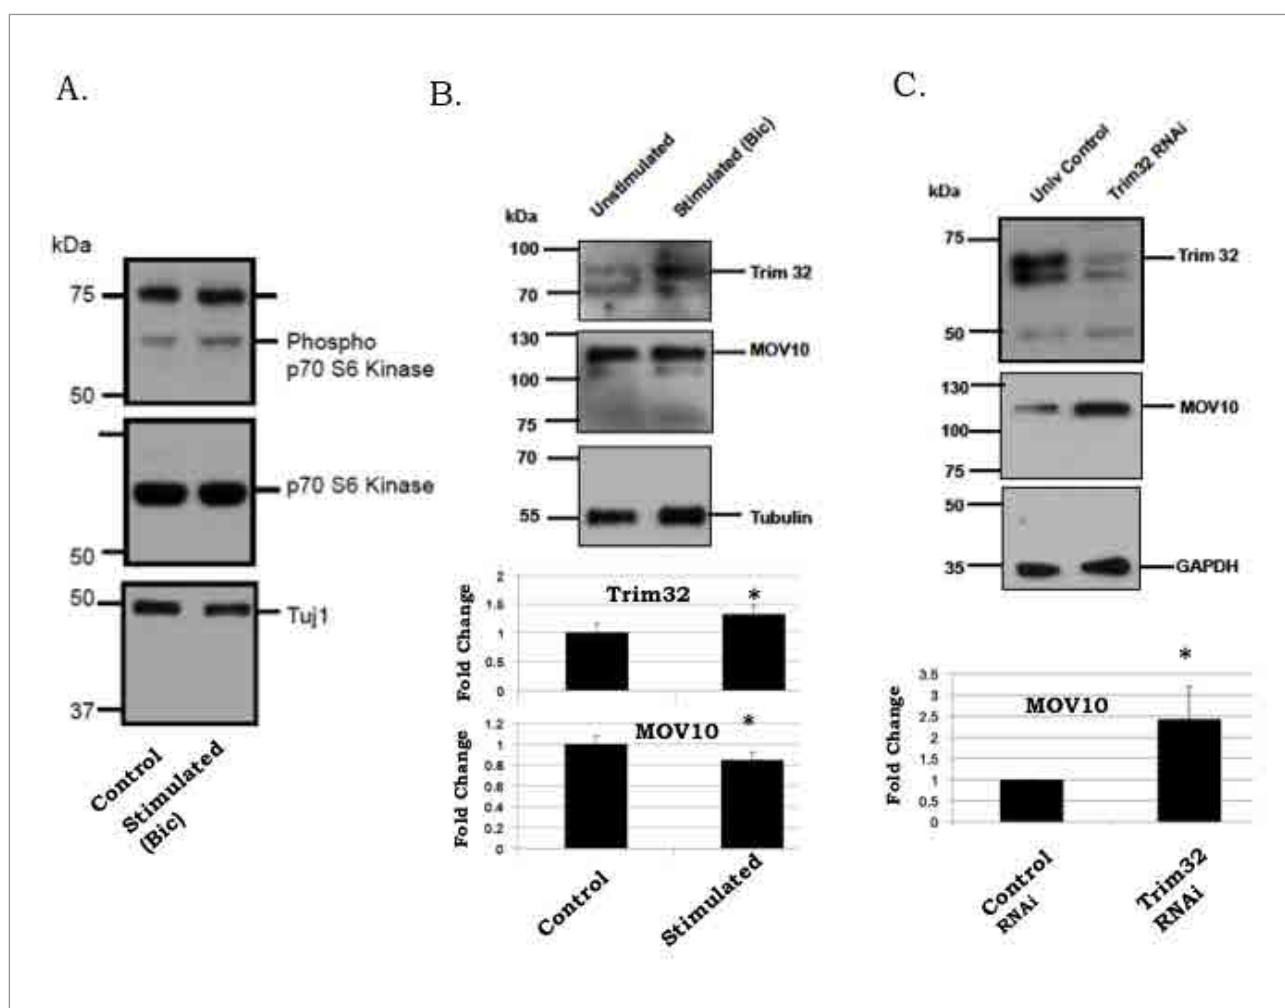 A.
kDa
75
Phospho
p70 S6 Kinase
50
p70 S6 Kinase
50
50
Tuj1
37
Control
Stimulated
(Bic)
B.
Unstimulated
Stimulated (Bic)
kDa
100
Trim 32
70
130
MOV10
100
75
70
55
Tubulin
2
Trim32
*
1.5
1
0.5
0
Fold Change
1.2
MOV10
*
1
0.8
0.6
0.4
0.2
0
Fold Change
Control
Stimulated
C.
Univ Control
Trim32 RNAi
kDa
75
Trim 32
50
130
MOV10
100
75
50
35
GAPDH
*
3.5
MOV10
3
2.5
2
1.5
1
0.5
0
Fold Change
Control
RNAi
Trim32
RNAi